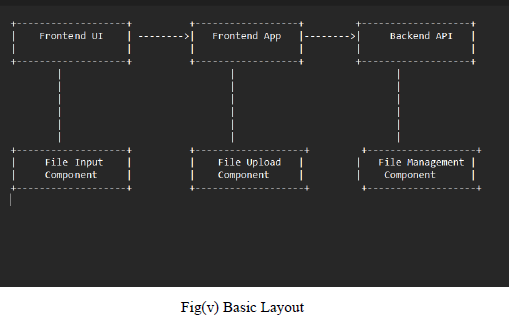 Frontend UI
Frontend App
Backend API
File Input
Component
File Upload
Component
File Management
Component
Fig(v) Basic Layout